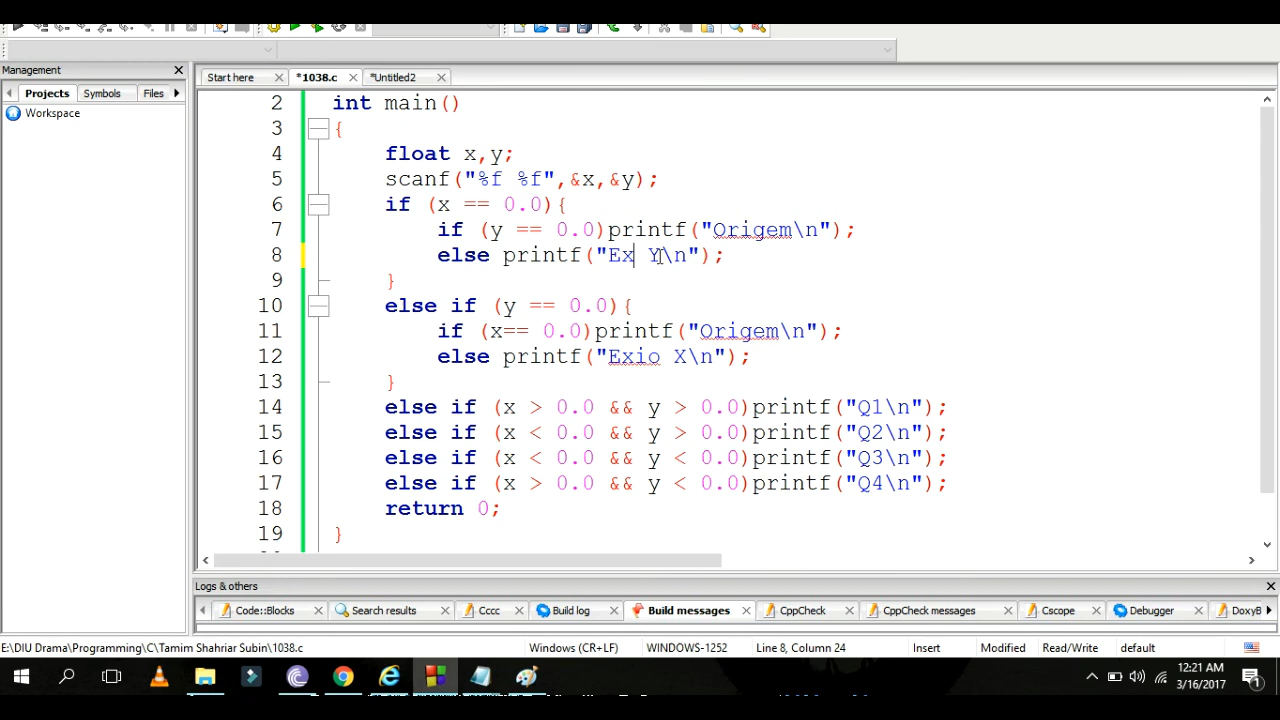 Management
Projects Symbols Files
Workspace
Start here *1038.c *Untitled2
2 int main()
3 {
4 float x,y;
5 scanf("%f %f",&x,&y);
6 if (x == 0.0){
7 if (y == 0.0)printf("Origem\n");
8 else printf("Ex Y\n");
9 }
10 else if (y == 0.0){
11 if (x== 0.0)printf("Origem\n");
12 else printf("Exio X\n");
13 }
14 else if (x > 0.0 && y > 0.0)printf("Q1\n");
15 else if (x < 0.0 && y > 0.0)printf("Q2\n");
16 else if (x < 0.0 && y < 0.0)printf("Q3\n");
17 else if (x > 0.0 && y < 0.0)printf("Q4\n");
18 return 0;
19 }
Logs & others
Code::Blocks Search results Cccc Build log Build messages CppCheck CppCheck messages Cscope Debugger DoxyB
E:\DIU Drama\Programming\C\Tamim Shahriar Subin\1038.c Windows (CR+LF) WINDOWS-1252 Line 8, Column 24 Insert Modified Read/Write default
12:21 AM
3/16/2017